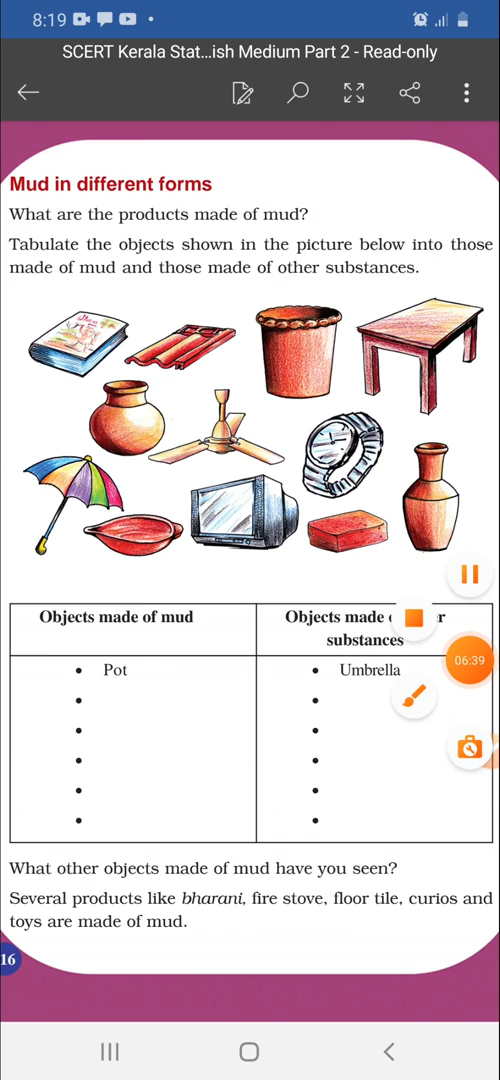 8:19
SCERT Kerala Stat...ish Medium Part 2 - Read-only
Mud in different forms
What are the products made of mud?
Tabulate the objects shown in the picture below into those
made of mud and those made of other substances.
Objects made of mud
Objects made
substances
• Pot
• Umbrella
06:39
What other objects made of mud have you seen?
Several products like bharani, fire stove, floor tile, curios and
toys are made of mud.
16